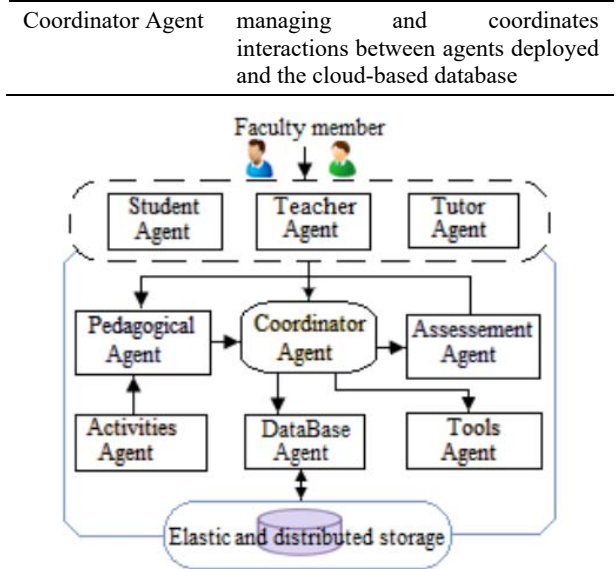 Coordinator Agent managing and coordinates
interactions between agents deployed
and the cloud-based database
Faculty member
Student
Agent
Teacher
Agent
Tutor
Agent
Pedagogical
Agent
Coordinator
Agent
Assessement
Agent
Activities
Agent
DataBase
Agent
Tools
Agent
Elastic and distributed storage